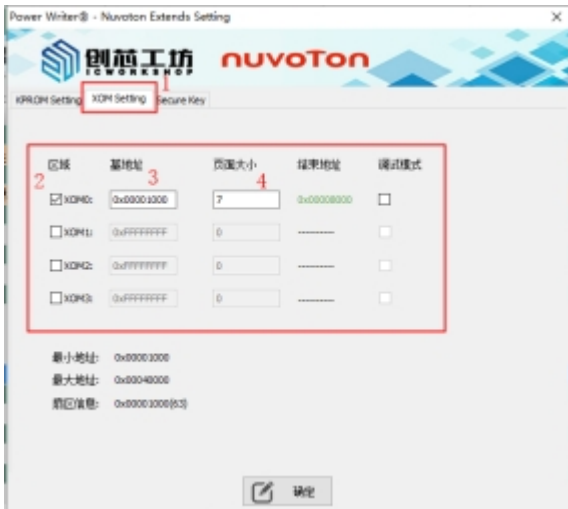 Power Writer® - Nuvoton Extends Setting
创芯工坊
ICWORKSHOP
nuvoTon
1
KPROM Setting XOM Setting Secure Key
区域 基地址 页面大小 结束地址 调试模式
2 3 4
XOM0: 0x00001000 7 0x00008000
XOM1: 0xFFFFFFFF 0 ---------
XOM2: 0xFFFFFFFF 0 ---------
XOM3: 0xFFFFFFFF 0 ---------
最小地址: 0x00001000
最大地址: 0x00040000
扇区信息: 0x00001000(63)
确定